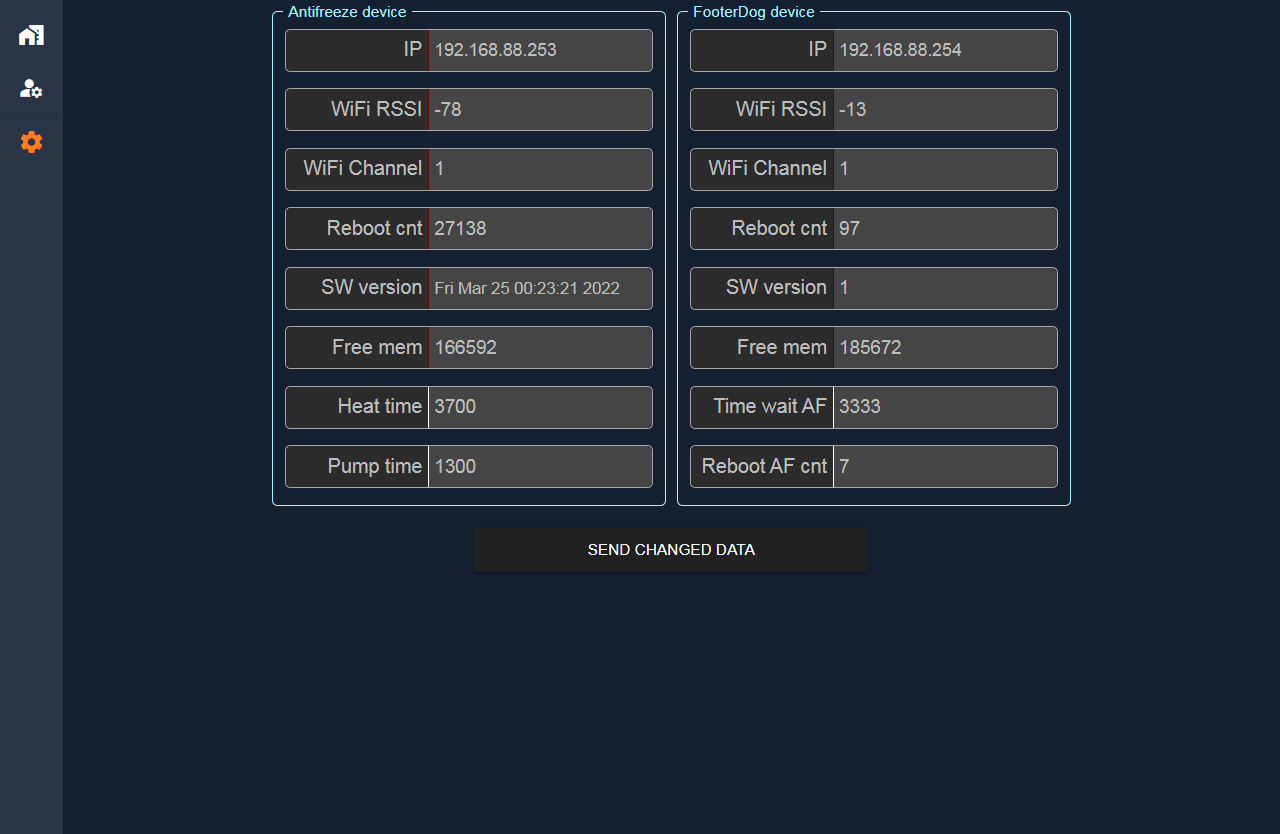 Antifreeze device
IP 192.168.88.253
WiFi RSSI -78
WiFi Channel 1
Reboot cnt 27138
SW version Fri Mar 25 00:23:21 2022
Free mem 166592
Heat time 3700
Pump time 1300
FooterDog device
IP 192.168.88.254
WiFi RSSI -13
WiFi Channel 1
Reboot cnt 97
SW version 1
Free mem 185672
Time wait AF 3333
Reboot AF cnt 7
SEND CHANGED DATA